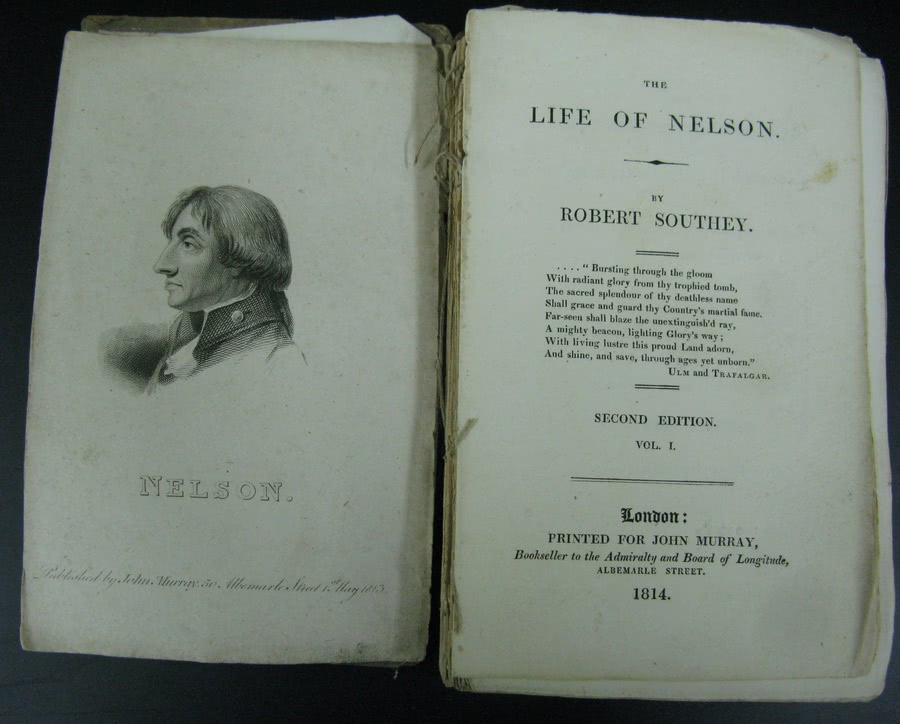 NELSON.
Published by John Murray, 50 Albemarle Street 1st May 1813.
THE
LIFE OF NELSON.
BY
ROBERT SOUTHEY.
.... “ Bursting through the gloom
With radiant glory from thy trophied tomb,
The sacred splendour of thy deathless name
Shall grace and guard thy Country's martial fame.
Far-seen shall blaze the unextinguish'd ray,
A mighty beacon, lighting Glory's way;
With living lustre this proud Land adorn,
And shine, and save, through ages yet unborn.”
ULM and TRAFALGAR.
SECOND EDITION.
VOL. I.
London:
PRINTED FOR JOHN MURRAY,
Bookseller to the Admiralty and Board of Longitude,
ALBEMARLE STREET.
1814.